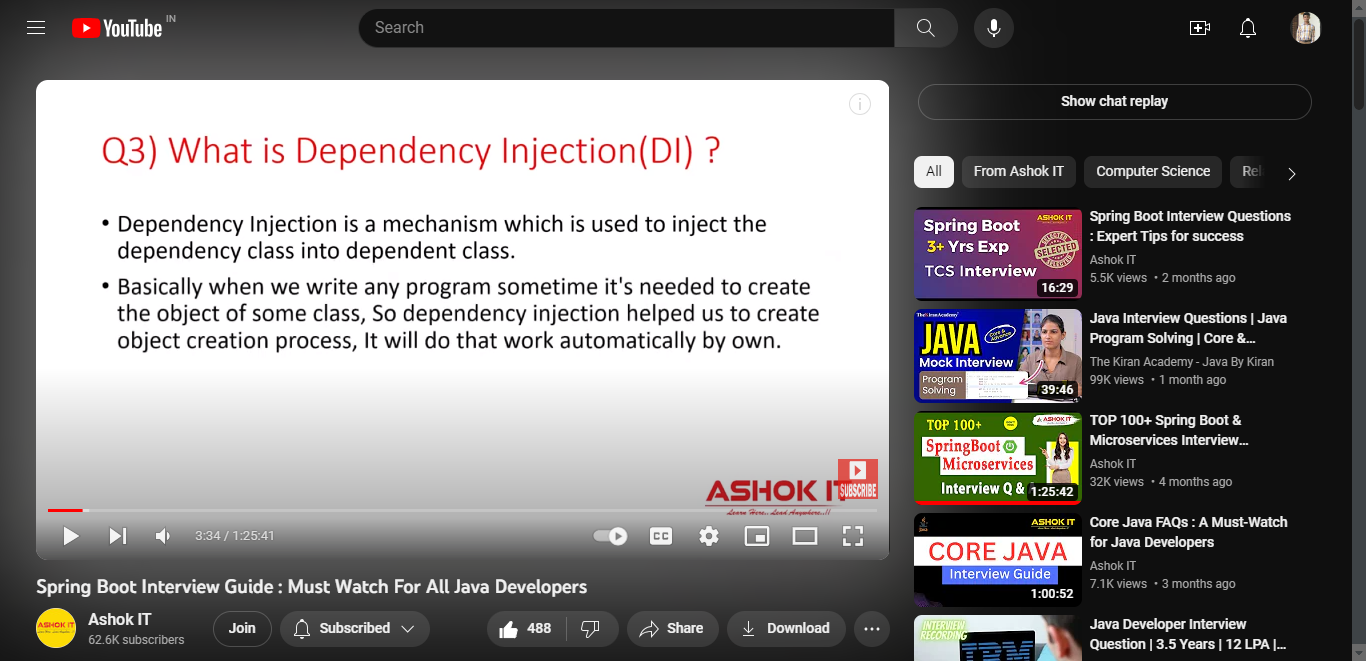 YouTube IN
Search
Q3) What is Dependency Injection(DI) ?
• Dependency Injection is a mechanism which is used to inject the
dependency class into dependent class.
• Basically when we write any program sometime it's needed to create
the object of some class, So dependency injection helped us to create
object creation process, It will do that work automatically by own.
ASHOK IT
Learn Here.. Lead Anywhere..!!
SUBSCRIBE
3:34 / 1:25:41
CC
Spring Boot Interview Guide : Must Watch For All Java Developers
ASHOK IT
Ashok IT
62.6K subscribers
Join
Subscribed
488
Share
Download
Show chat replay
All
From Ashok IT
Computer Science
Spring Boot
3+ Yrs Exp
TCS Interview
ASHOK IT
SELECTED
16:29
Spring Boot Interview Questions
: Expert Tips for success
Ashok IT
5.5K views • 2 months ago
TheKiranAcademy
JAVA
Core & Advance
Mock Interview
Program
Solving
39:46
Java Interview Questions | Java
Program Solving | Core &...
The Kiran Academy - Java By Kiran
99K views • 1 month ago
TOP 100+
ASHOK IT
SpringBoot
Microservices
Interview Q &
1:25:42
TOP 100+ Spring Boot &
Microservices Interview...
Ashok IT
32K views • 4 months ago
ASHOK IT
CORE JAVA
Interview Guide
1:00:52
Core Java FAQs : A Must-Watch
for Java Developers
Ashok IT
7.1K views • 3 months ago
INTERVIEW
RECORDING
IBM
Java Developer Interview
Question | 3.5 Years | 12 LPA |...